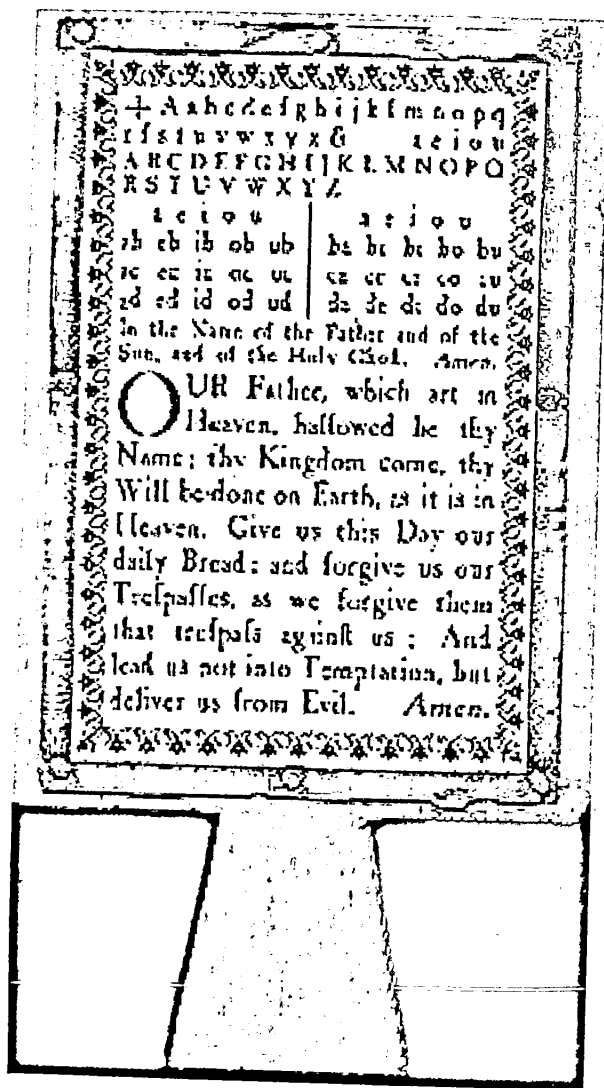 + A a b c d e f g h i j k l m n o p q
r ſ s t u v w x y z & a e i o u
A B C D E F G H I J K L M N O P Q
R S T U V W X Y Z
a e i o u a e i o u
ab eb ib ob ub ba be bi bo bu
ac ec ic oc uc ca ce ci co cu
ad ed id od ud da de di do du
In the Name of the Father and of the
Son, and of the Holy Ghoſt. Amen.
OUR Father, which art in
Heaven, hallowed be thy
Name; thy Kingdom come, thy
Will be done on Earth, as it is in
Heaven. Give us this Day our
daily Bread; and forgive us our
Treſpaſſes, as we forgive them
that treſpaſs againſt us : And
lead us not into Temptation, but
deliver us from Evil. Amen.